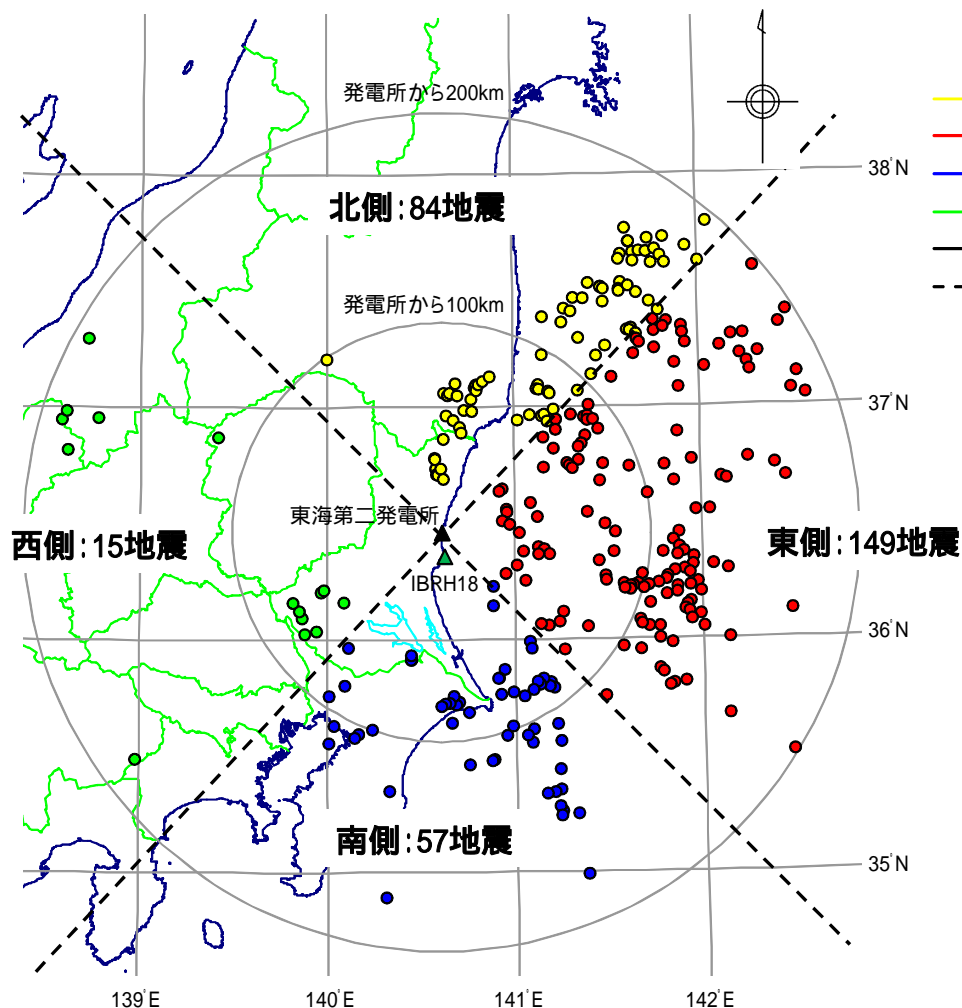 発電所から200km
38°N
北側:84地震
発電所から100km
37°N
東海第二発電所
西側:15地震
東側:149地震
IBRH18
36°N
南側:57地震
35°N
139°E
140°E
141°E
142°E